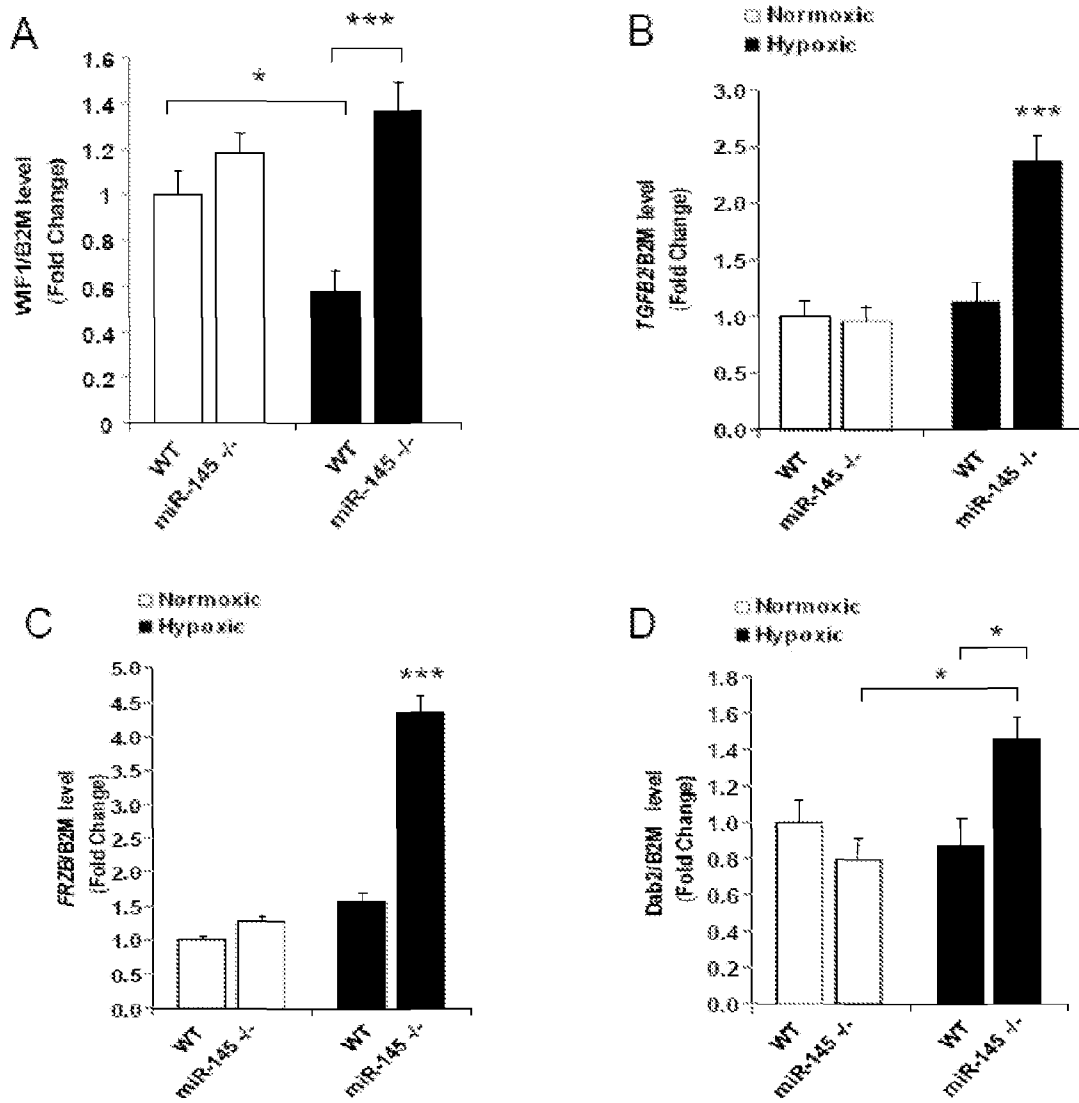 A
***
*
1.6
1.4
1.2
1
0.8
0.6
0.4
0.2
0
WIF1/B2M level
(Fold Change)
WT
miR-145 -/-
WT
miR-145 -/-
B
Normoxic
Hypoxic
***
3.0
2.5
2.0
1.5
1.0
0.5
0.0
TGFB2/B2M level
(Fold Change)
WT
miR-145 -/-
WT
miR-145 -/-
C
Normoxic
Hypoxic
***
5.0
4.5
4.0
3.5
3.0
2.5
2.0
1.5
1.0
0.5
0.0
FRZB/B2M level
(Fold Change)
WT
miR-145 -/-
WT
miR-145 -/-
D
Normoxic
Hypoxic
*
*
1.8
1.6
1.4
1.2
1.0
0.8
0.6
0.4
0.2
0.0
Dab2/B2M level
(Fold Change)
WT
miR-145 -/-
WT
miR-145 -/-